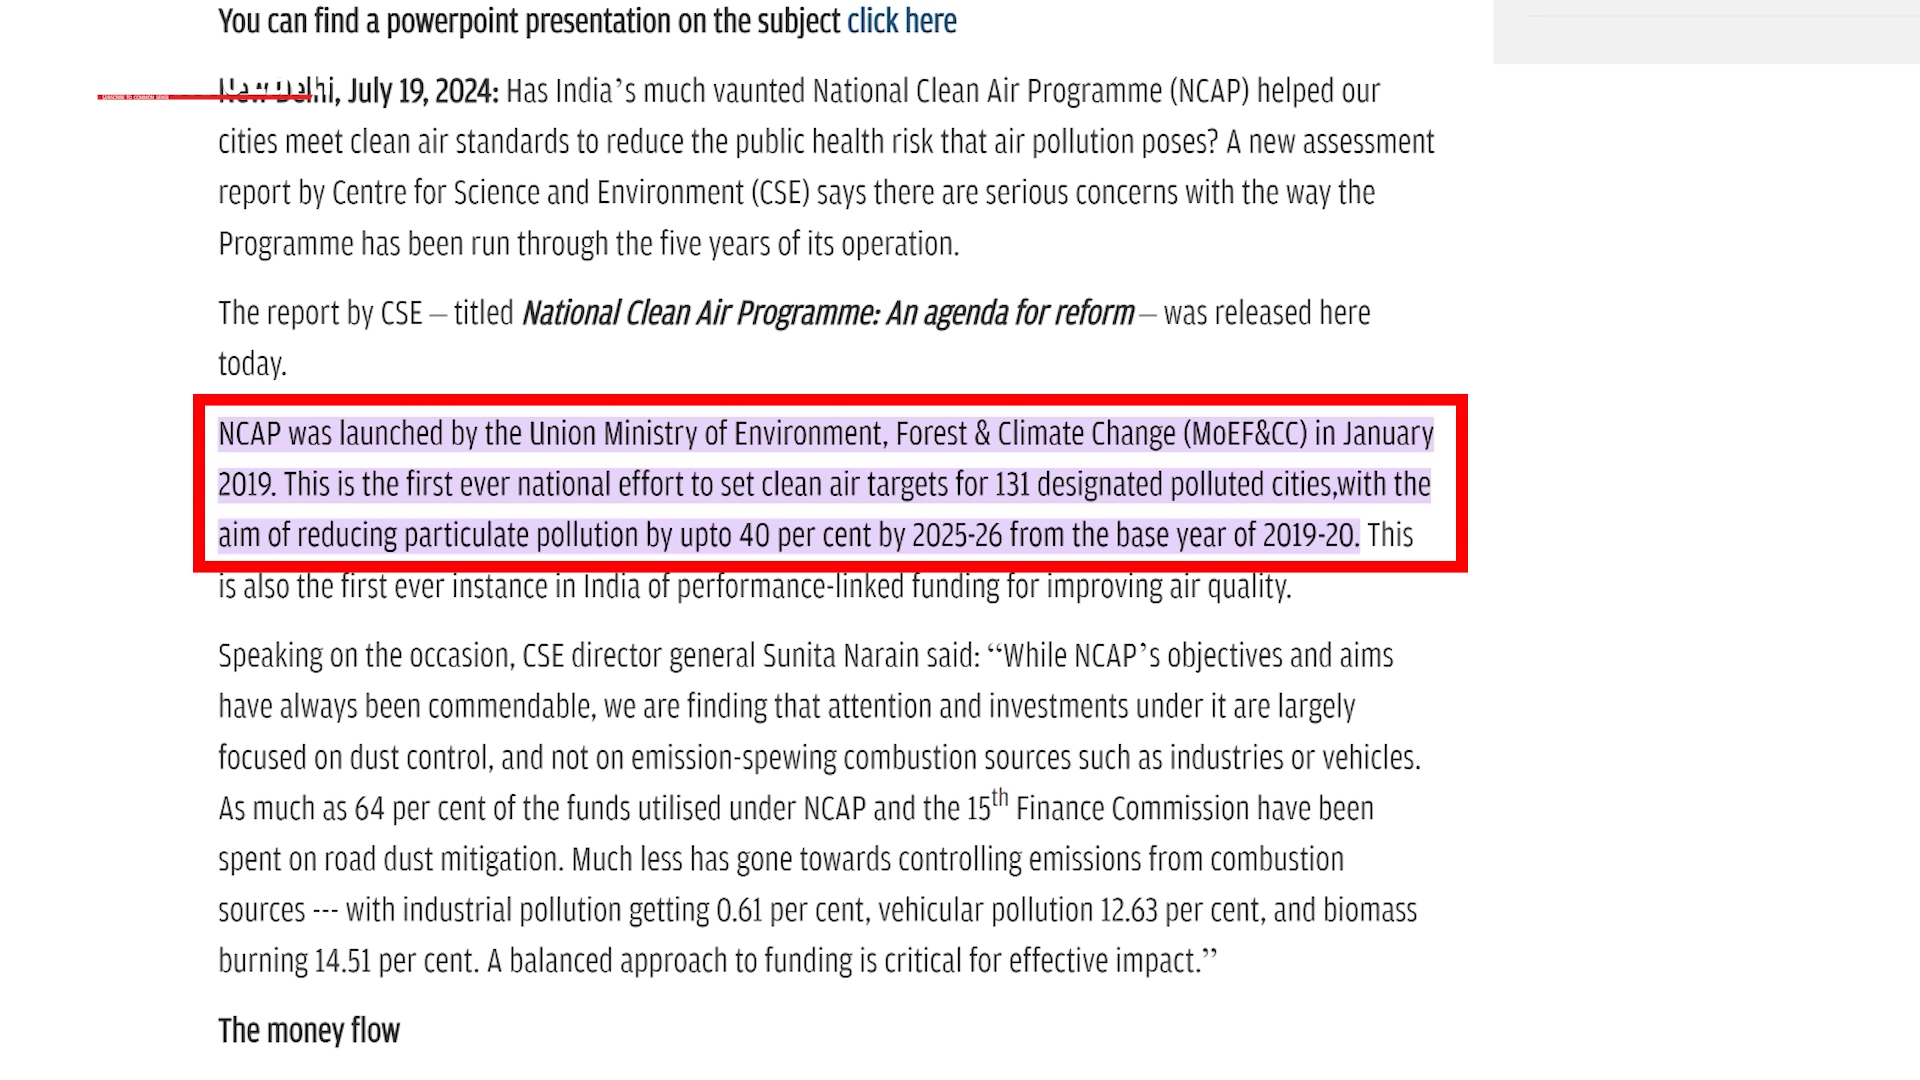 You can find a powerpoint presentation on the subject click here
New Delhi, July 19, 2024: Has India’s much vaunted National Clean Air Programme (NCAP) helped our
cities meet clean air standards to reduce the public health risk that air pollution poses? A new assessment
report by Centre for Science and Environment (CSE) says there are serious concerns with the way the
Programme has been run through the five years of its operation.
The report by CSE – titled National Clean Air Programme: An agenda for reform – was released here
today.
NCAP was launched by the Union Ministry of Environment, Forest & Climate Change (MoEF&CC) in January
2019. This is the first ever national effort to set clean air targets for 131 designated polluted cities,with the
aim of reducing particulate pollution by upto 40 per cent by 2025-26 from the base year of 2019-20. This
is also the first ever instance in India of performance-linked funding for improving air quality.
Speaking on the occasion, CSE director general Sunita Narain said: “While NCAP’s objectives and aims
have always been commendable, we are finding that attention and investments under it are largely
focused on dust control, and not on emission-spewing combustion sources such as industries or vehicles.
As much as 64 per cent of the funds utilised under NCAP and the 15th Finance Commission have been
spent on road dust mitigation. Much less has gone towards controlling emissions from combustion
sources --- with industrial pollution getting 0.61 per cent, vehicular pollution 12.63 per cent, and biomass
burning 14.51 per cent. A balanced approach to funding is critical for effective impact.”
The money flow